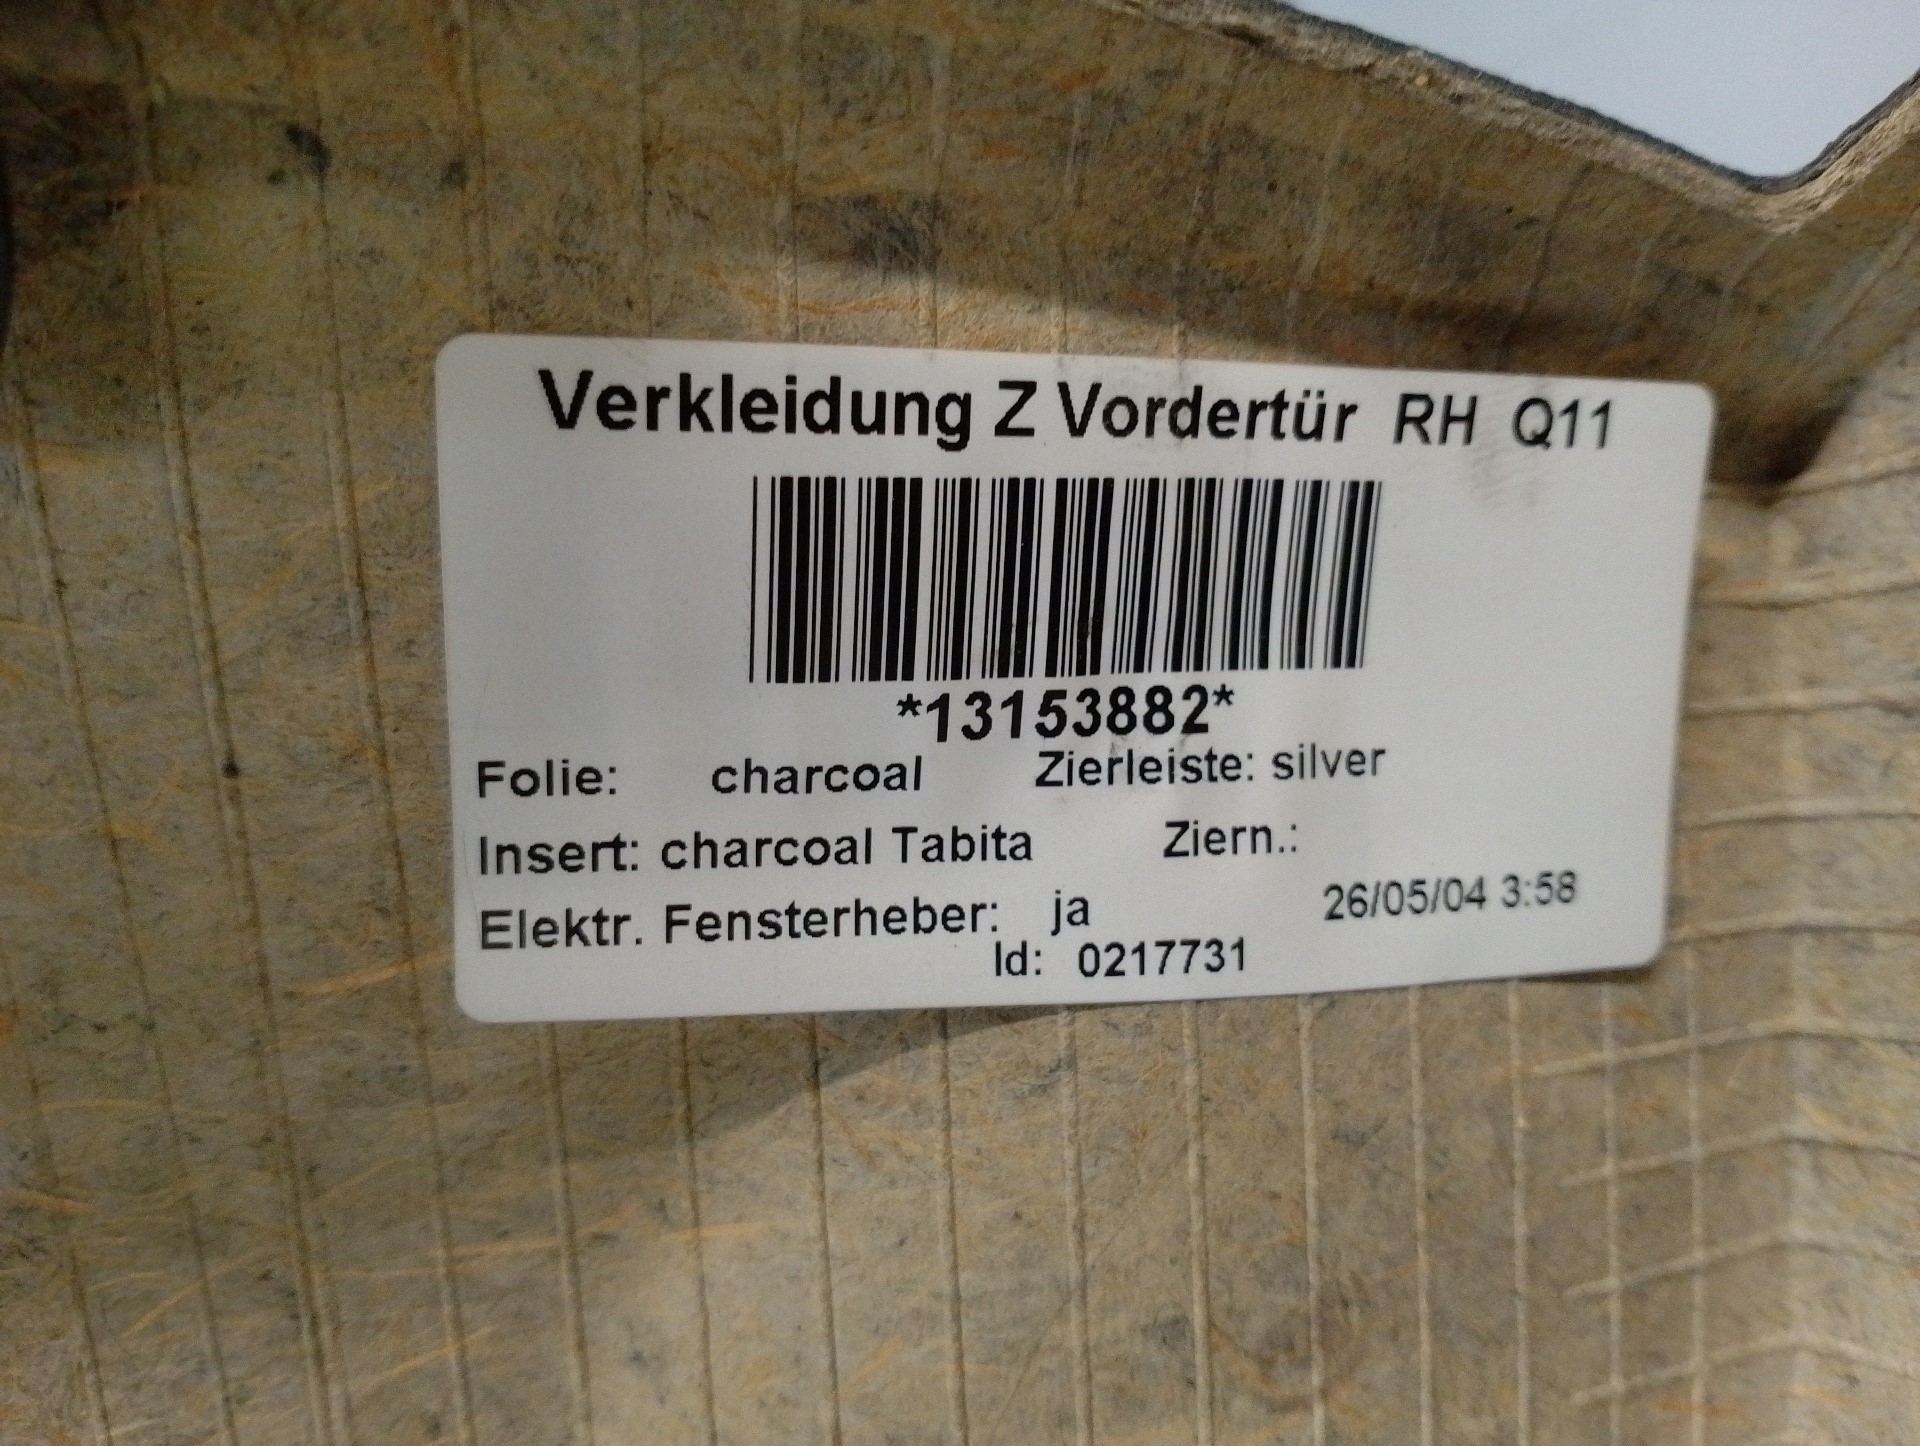 Verkleidung Z Vordertür RH Q11
*13153882*
Folie: charcoal Zierleiste: silver
Insert: charcoal Tabita Ziern.:
Elektr. Fensterheber: ja 26/05/04 3:58
Id: 0217731